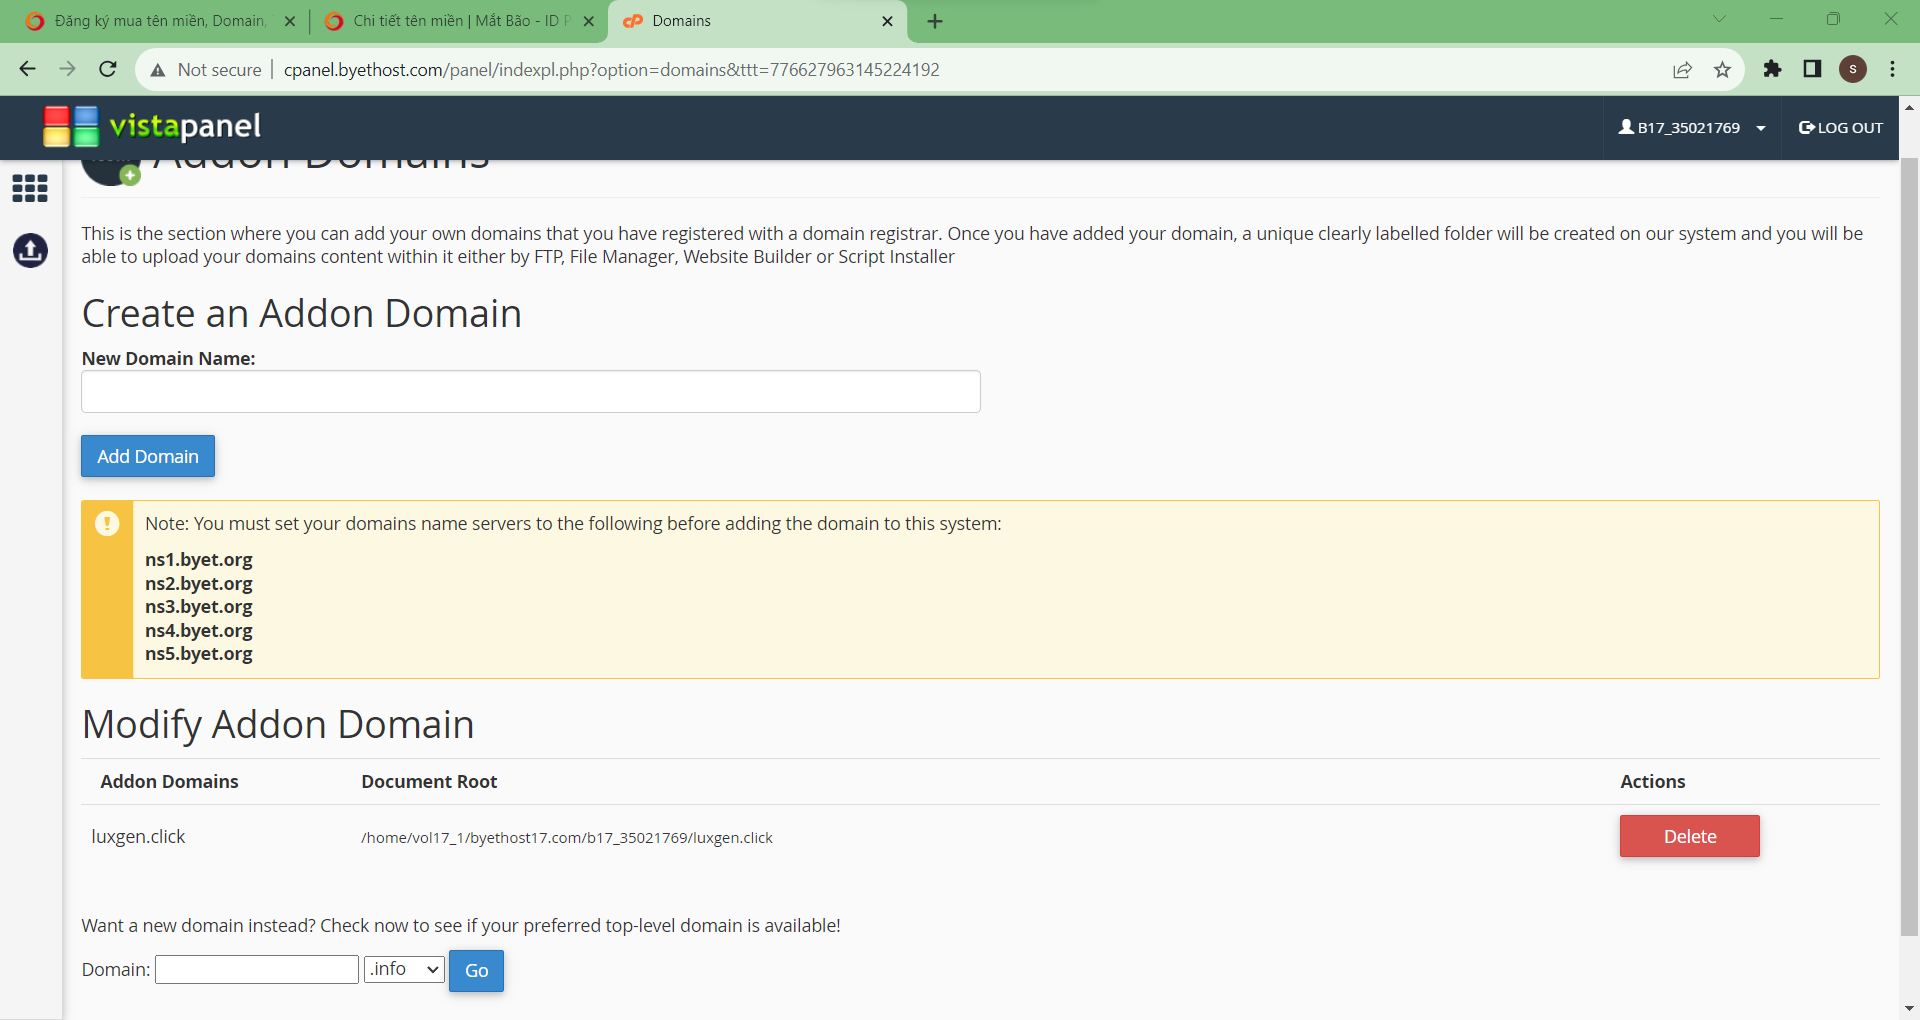 Đăng ký mua tên miền, Domain,
Chi tiết tên miền | Mắt Bão - ID P
cP Domains
Not secure | cpanel.byethost.com/panel/indexpl.php?option=domains&ttt=776627963145224192
S
vistapanel
B17_35021769
LOG OUT
Addon Domains
This is the section where you can add your own domains that you have registered with a domain registrar. Once you have added your domain, a unique clearly labelled folder will be created on our system and you will be
able to upload your domains content within it either by FTP, File Manager, Website Builder or Script Installer
Create an Addon Domain
New Domain Name:
Add Domain
Note: You must set your domains name servers to the following before adding the domain to this system:
ns1.byet.org
ns2.byet.org
ns3.byet.org
ns4.byet.org
ns5.byet.org
Modify Addon Domain
Addon Domains Document Root Actions
luxgen.click /home/vol17_1/byethost17.com/b17_35021769/luxgen.click Delete
Want a new domain instead? Check now to see if your preferred top-level domain is available!
Domain: .info Go